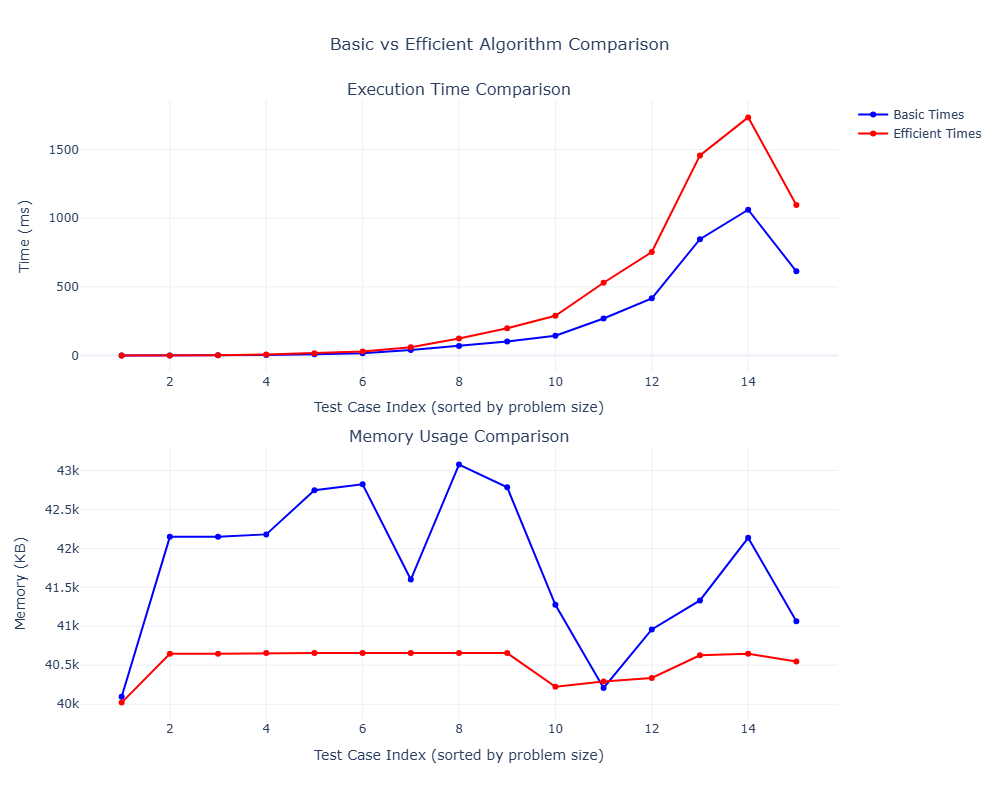 Basic vs Efficient Algorithm Comparison
Execution Time Comparison
Basic Times
Efficient Times
1500
1000
500
0
Time (ms)
2 4 6 8 10 12 14
Test Case Index (sorted by problem size)
Memory Usage Comparison
43k
42.5k
42k
41.5k
41k
40.5k
40k
Memory (KB)
2 4 6 8 10 12 14
Test Case Index (sorted by problem size)